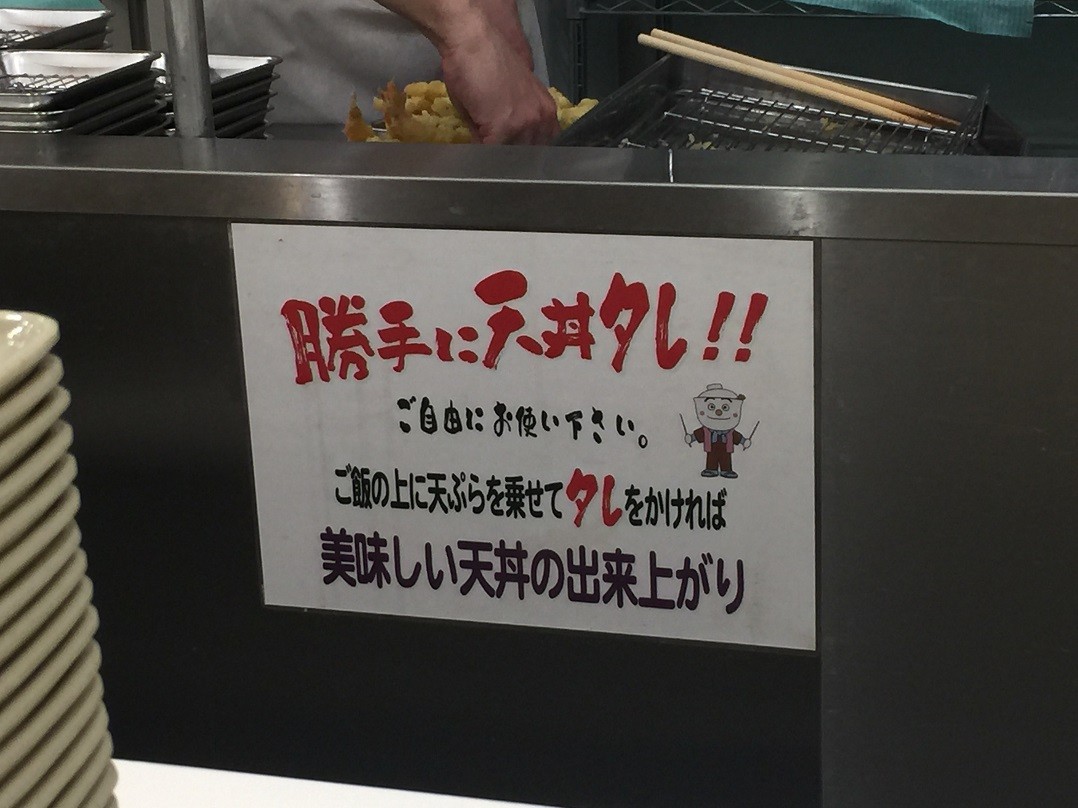 勝手に天丼タレ!!
ご自由にお使い下さい。
ご飯の上に天ぷらを乗せてタレをかければ
美味しい天丼の出来上がり